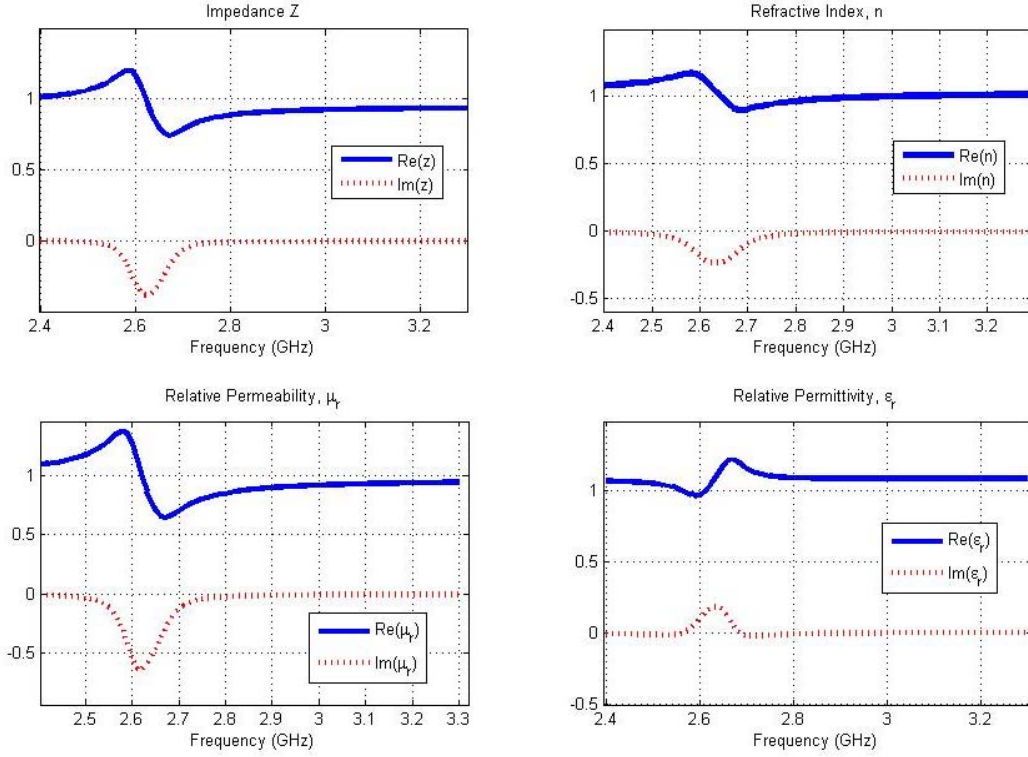 Impedance Z
1
0.5
0
Re(z)
Im(z)
2.4 2.6 2.8 3 3.2
Frequency (GHz)
Refractive Index, n
1
0.5
0
-0.5
Re(n)
Im(n)
2.4 2.5 2.6 2.7 2.8 2.9 3 3.1 3.2
Frequency (GHz)
Relative Permeability, μr
1
0.5
0
-0.5
Re(μr)
Im(μr)
2.5 2.6 2.7 2.8 2.9 3 3.1 3.2 3.3
Frequency (GHz)
Relative Permittivity, εr
1
0.5
0
-0.5
Re(εr)
Im(εr)
2.4 2.6 2.8 3 3.2
Frequency (GHz)